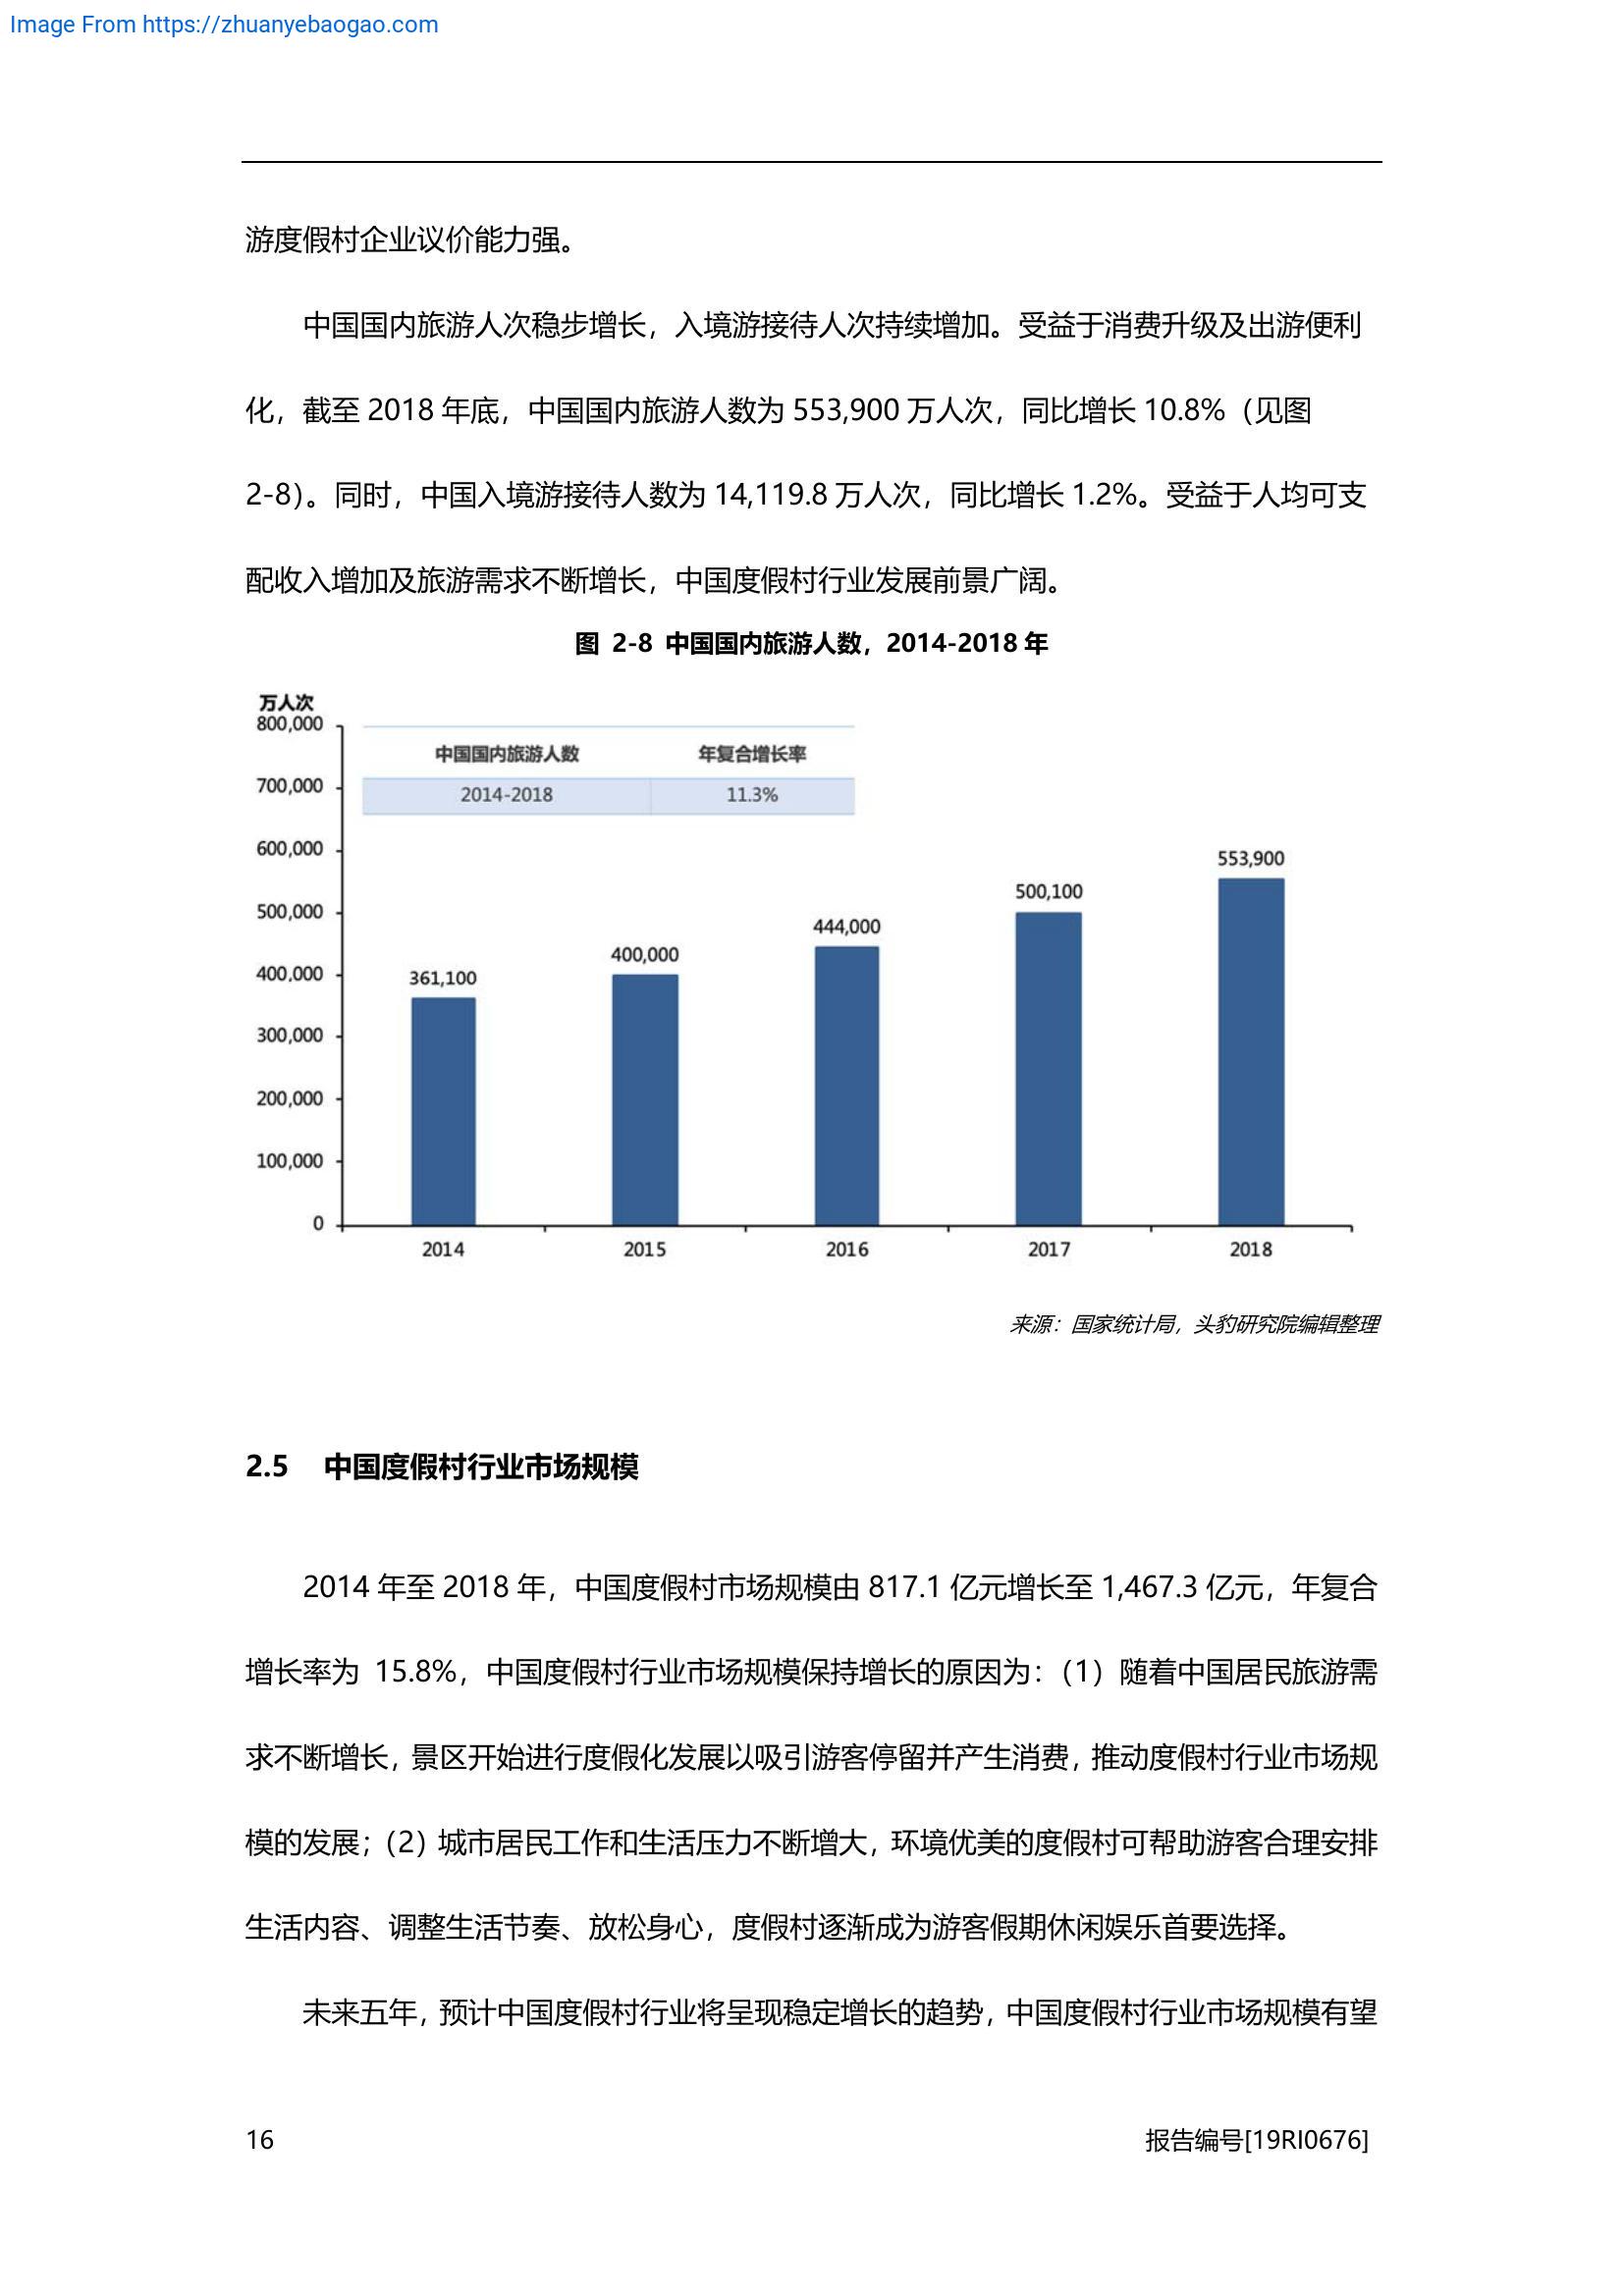 Image From https://zhuanyebaogao.com
游度假村企业议价能力强。
中国国内旅游人次稳步增长，入境游接待人次持续增加。受益于消费升级及出游便利
化，截至 2018 年底，中国国内旅游人数为 553,900 万人次，同比增长 10.8%（见图
2-8）。同时，中国入境游接待人数为 14,119.8 万人次，同比增长 1.2%。受益于人均可支
配收入增加及旅游需求不断增长，中国度假村行业发展前景广阔。
图 2-8 中国国内旅游人数，2014-2018 年
万人次
800,000
中国国内旅游人数 年复合增长率
700,000
2014-2018 11.3%
600,000
553,900
500,100
500,000
444,000
400,000
400,000
361,100
300,000
200,000
100,000
0
2014 2015 2016 2017 2018
来源：国家统计局，头豹研究院编辑整理
2.5 中国度假村行业市场规模
2014 年至 2018 年，中国度假村市场规模由 817.1 亿元增长至 1,467.3 亿元，年复合
增长率为 15.8%，中国度假村行业市场规模保持增长的原因为：（1）随着中国居民旅游需
求不断增长，景区开始进行度假化发展以吸引游客停留并产生消费，推动度假村行业市场规
模的发展；（2）城市居民工作和生活压力不断增大，环境优美的度假村可帮助游客合理安排
生活内容、调整生活节奏、放松身心，度假村逐渐成为游客假期休闲娱乐首要选择。
未来五年，预计中国度假村行业将呈现稳定增长的趋势，中国度假村行业市场规模有望
16 报告编号[19RI0676]